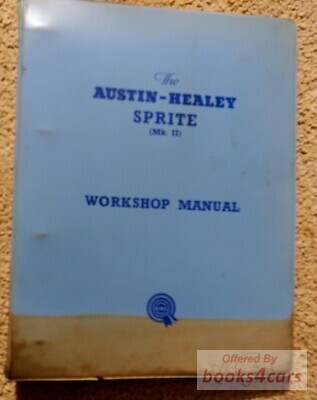 The
AUSTIN-HEALEY
SPRITE
(Mk. II)
WORKSHOP MANUAL
Offered By
books4cars